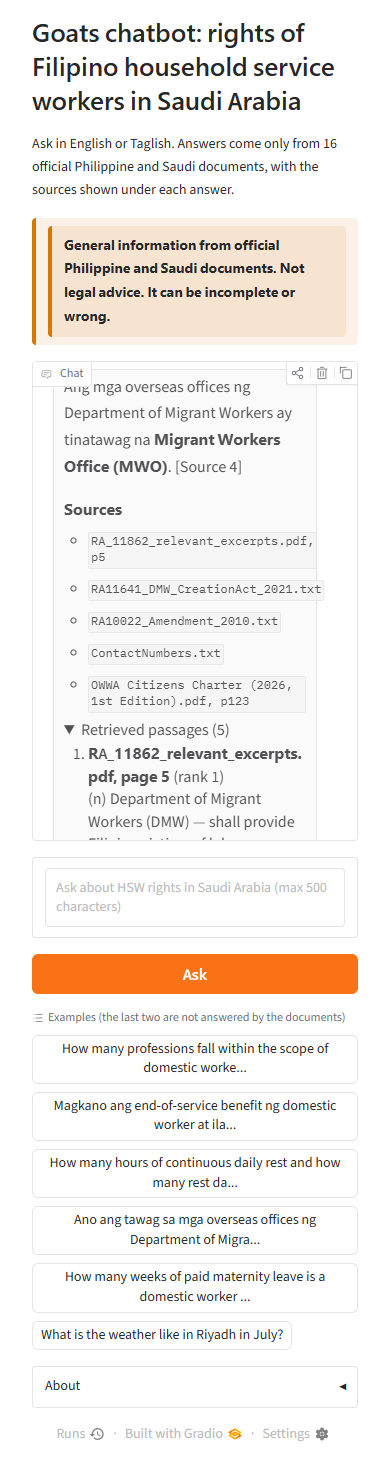 Goats chatbot: rights of
Filipino household service
workers in Saudi Arabia
Ask in English or Taglish. Answers come only from 16
official Philippine and Saudi documents, with the
sources shown under each answer.
General information from official
Philippine and Saudi documents. Not
legal advice. It can be incomplete or
wrong.
Chat
Ang mga overseas offices ng
Department of Migrant Workers ay
tinatawag na Migrant Workers
Office (MWO). [Source 4]
Sources
RA_11862_relevant_excerpts.pdf,
p5
RA11641_DMW_CreationAct_2021.txt
RA10022_Amendment_2010.txt
ContactNumbers.txt
OWWA Citizens Charter (2026,
1st Edition).pdf, p123
▼ Retrieved passages (5)
1. RA_11862_relevant_excerpts.
pdf, page 5 (rank 1)
(n) Department of Migrant
Workers (DMW) — shall provide
Ask about HSW rights in Saudi Arabia (max 500
characters)
Ask
Examples (the last two are not answered by the documents)
How many professions fall within the scope of
domestic worke...
Magkano ang end-of-service benefit ng domestic
worker at ila...
How many hours of continuous daily rest and how
many rest da...
Ano ang tawag sa mga overseas offices ng
Department of Migra...
How many weeks of paid maternity leave is a
domestic worker ...
What is the weather like in Riyadh in July?
About ◀
Runs · Built with Gradio · Settings